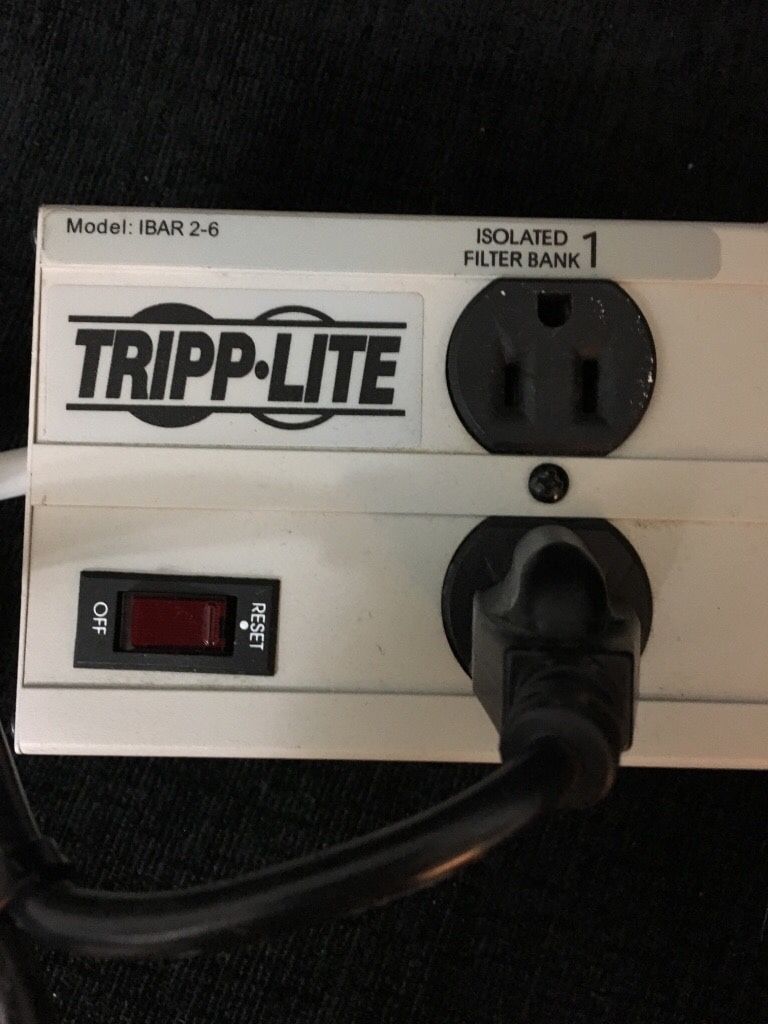 Model: IBAR 2-6
ISOLATED
FILTER BANK 1
TRIPP·LITE
OFF
RESET